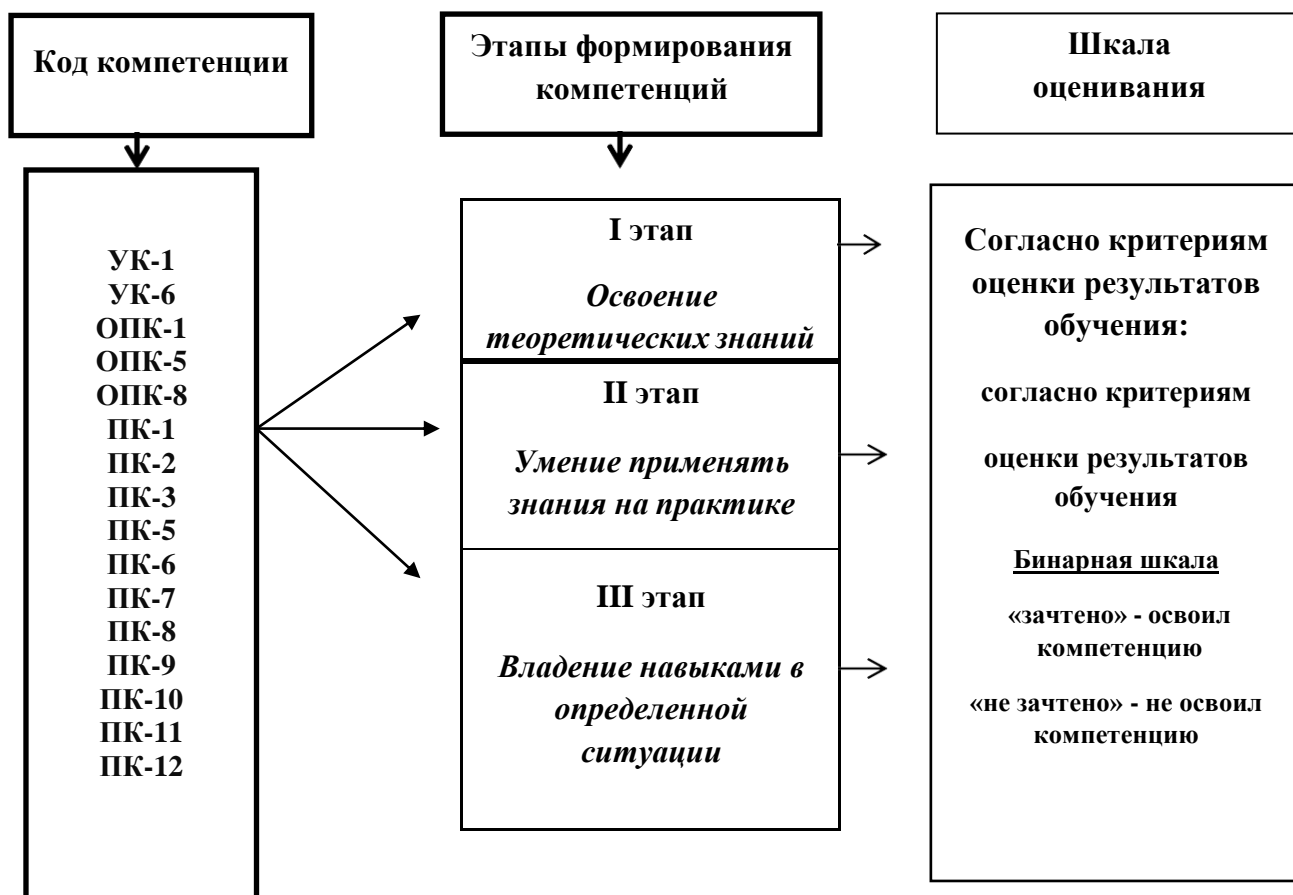 Код компетенции
УК-1
УК-6
ОПК-1
ОПК-5
ОПК-8
ПК-1
ПК-2
ПК-3
ПК-5
ПК-6
ПК-7
ПК-8
ПК-9
ПК-10
ПК-11
ПК-12
Этапы формирования
компетенций
I этап
Освоение
теоретических знаний
II этап
Умение применять
знания на практике
III этап
Владение навыками в
определенной
ситуации
Шкала
оценивания
Согласно критериям
оценки результатов
обучения:
согласно критериям
оценки результатов
обучения
Бинарная шкала
«зачтено» - освоил
компетенцию
«не зачтено» - не освоил
компетенцию